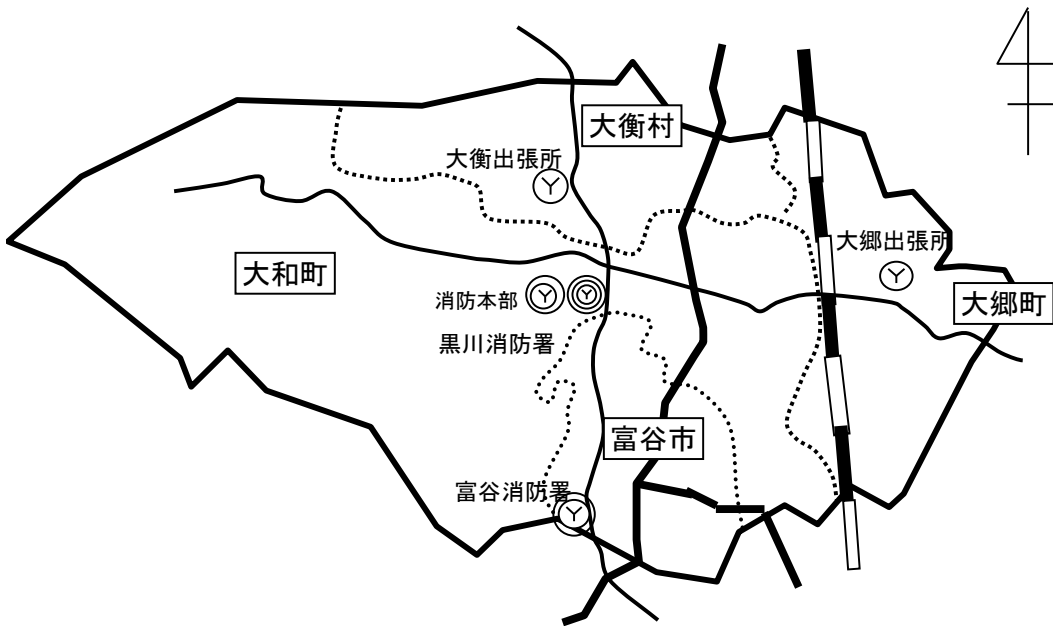 大衡村
大衡出張所
大郷出張所
大和町
大郷町
消防本部
黒川消防署
富谷市
富谷消防署